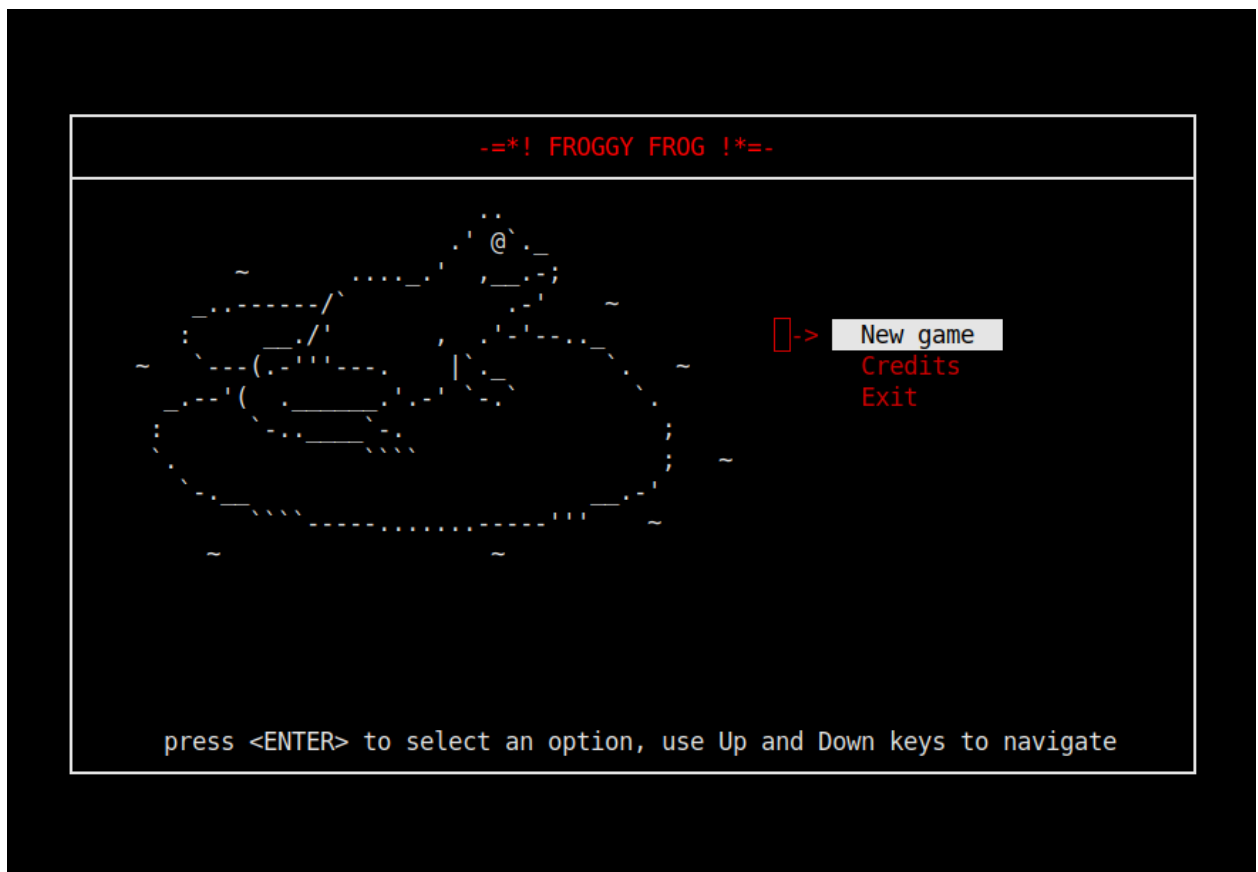 -=*! FROGGY FROG !*=-
-> New game
Credits
Exit
press <ENTER> to select an option, use Up and Down keys to navigate